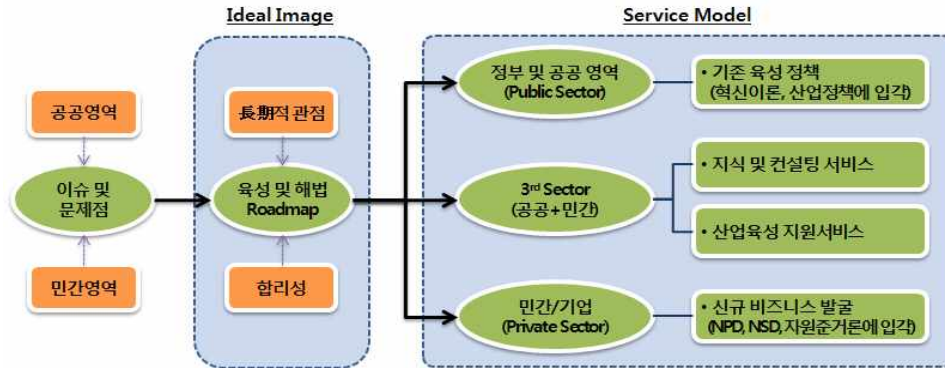 Ideal Image
Service Model
공공영역
長期的 관점
정부 및 공공 영역
(Public Sector)
• 기존 육성 정책
(혁신이론, 산업정책에 입각)
이슈 및
문제점
육성 및 해법
Roadmap
3rd Sector
(공공+민간)
• 지식 및 컨설팅 서비스
• 산업육성 지원서비스
민간영역
합리성
민간/기업
(Private Sector)
• 신규 비즈니스 발굴
(NPD, NSD,자원준거론에 입각)